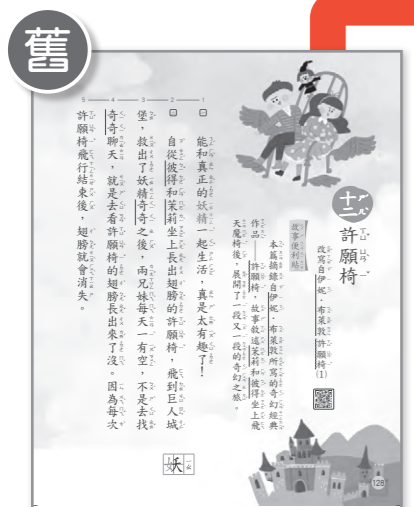 舊
十二
許願椅
改寫自伊妮．布萊敦許願椅(1)
故事便利貼
本篇摘錄自伊妮．布萊敦所寫的奇幻經典
作品許願椅，故事敘述茉莉和彼得坐上飛
天魔椅後，展開了一段又一段的奇幻之旅。
1
能和真正的妖精一起生活，真是太有趣了！
2
自從彼得和茉莉坐上長出翅膀的許願椅，飛到巨人城
3
堡，救出了妖精奇奇之後，兩兄妹每天一有空，不是去找
4
奇奇聊天，就是去看許願椅的翅膀長出來了沒。因為每次
5
許願椅飛行結束後，翅膀就會消失。
妖
128